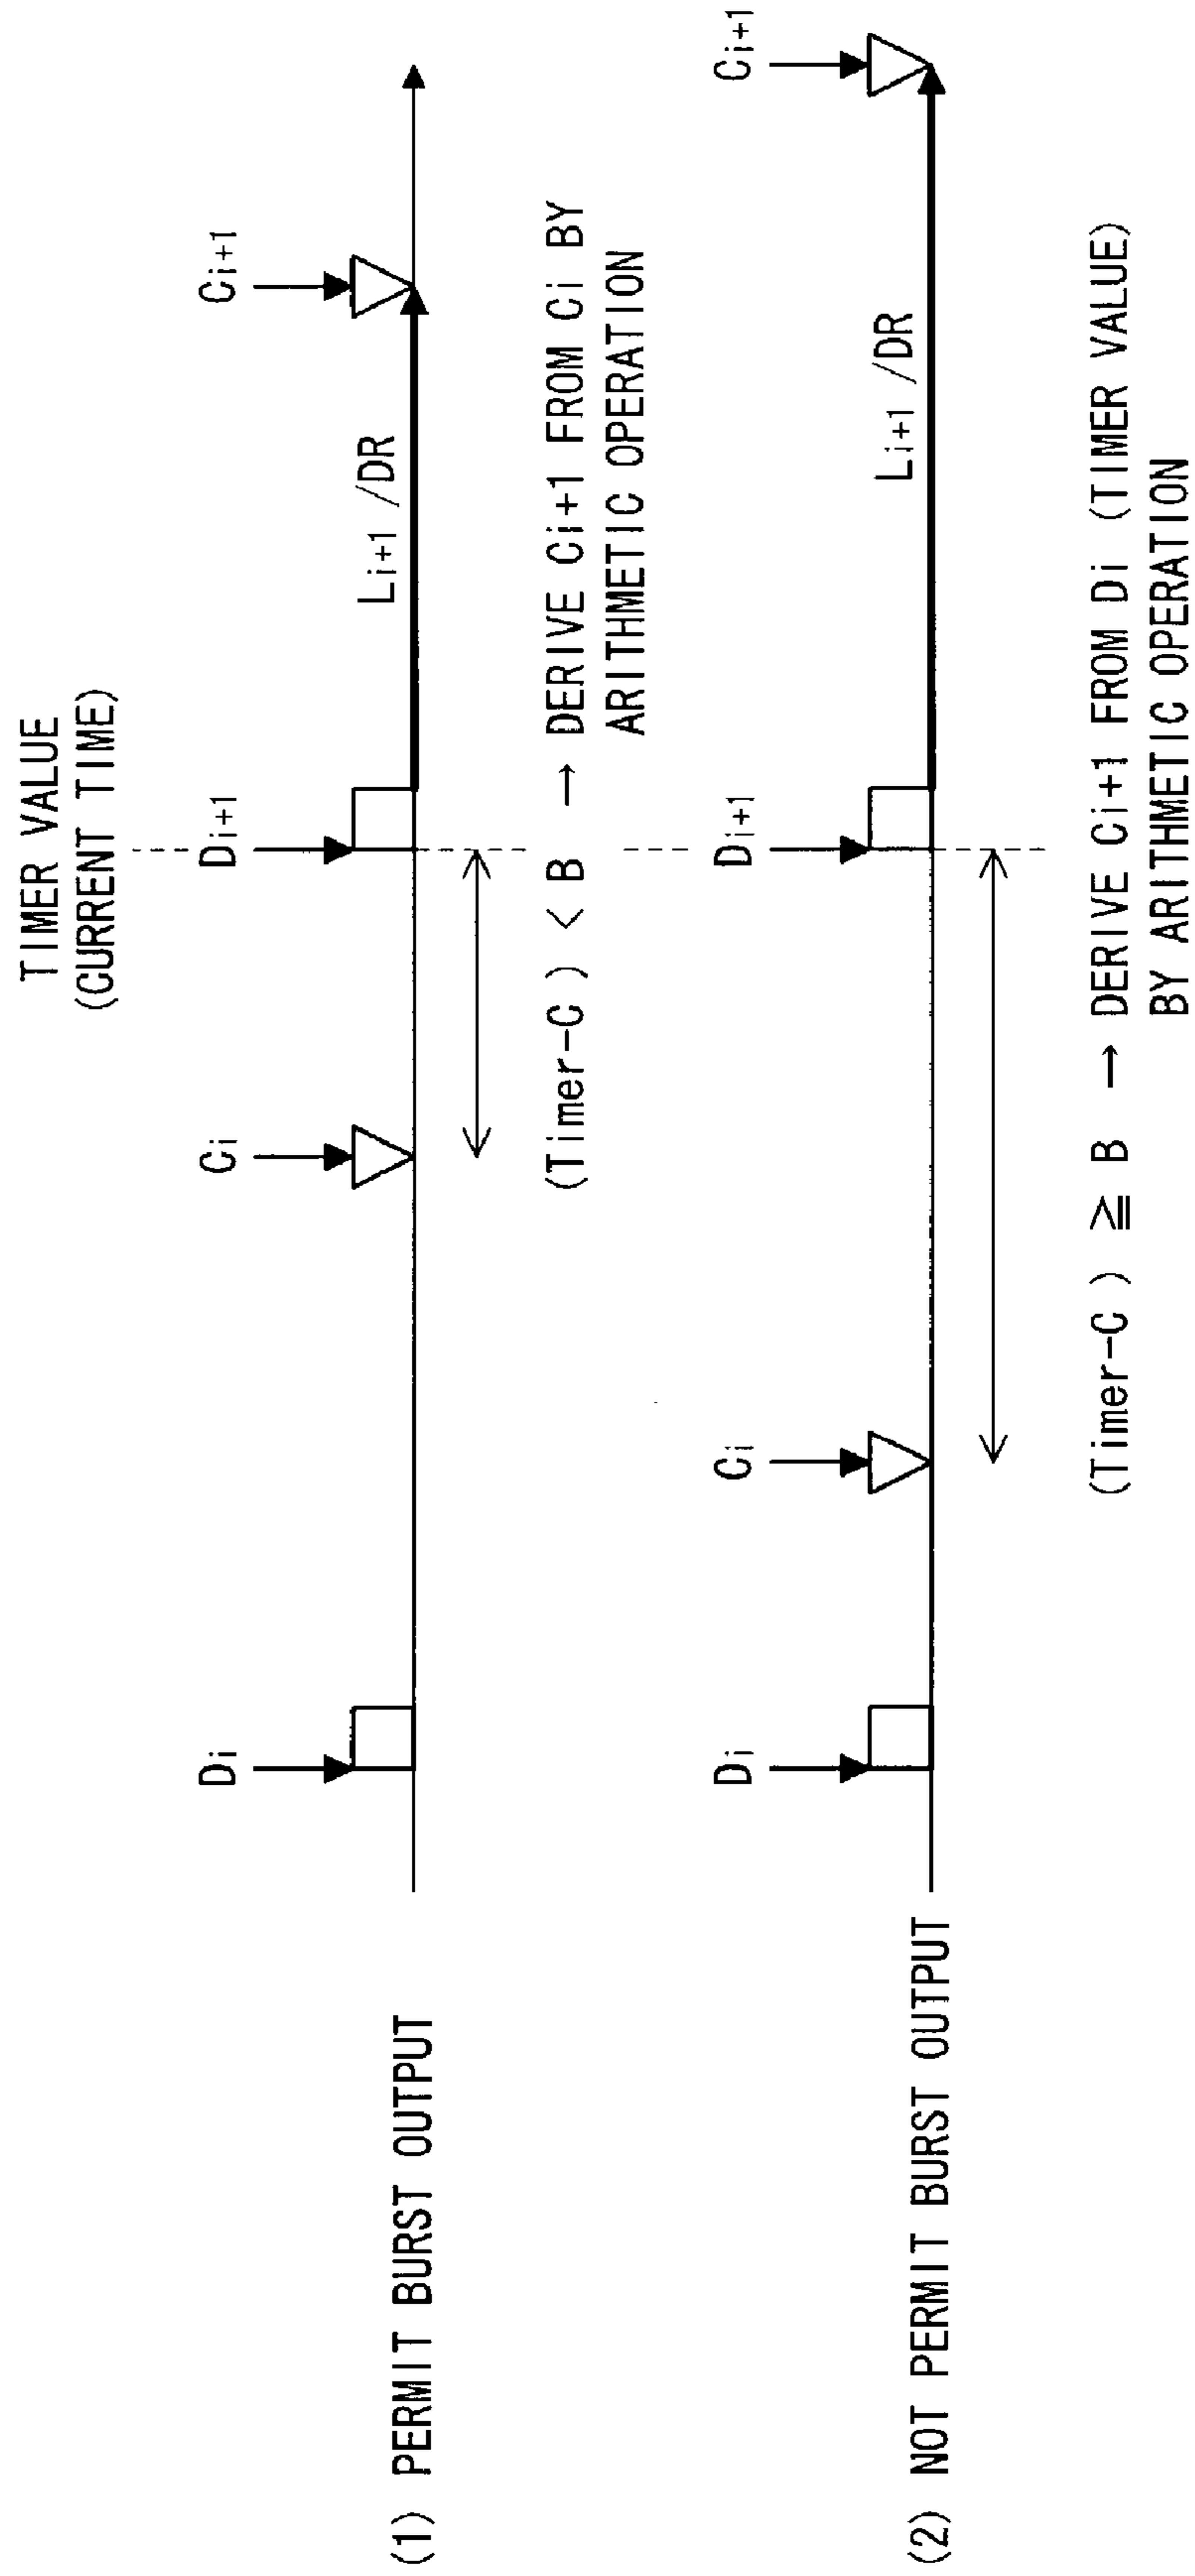 TIMER VALUE
(CURRENT TIME)
(1) PERMIT BURST OUTPUT
Di
Ci
Di+1
Li+1 /DR
Ci+1
(Timer-C ) < B → DERIVE Ci+1 FROM Ci BY
ARITHMETIC OPERATION
(2) NOT PERMIT BURST OUTPUT
Di
Ci
Di+1
Li+1 /DR
Ci+1
(Timer-C ) ≧ B → DERIVE Ci+1 FROM Di (TIMER VALUE)
BY ARITHMETIC OPERATION